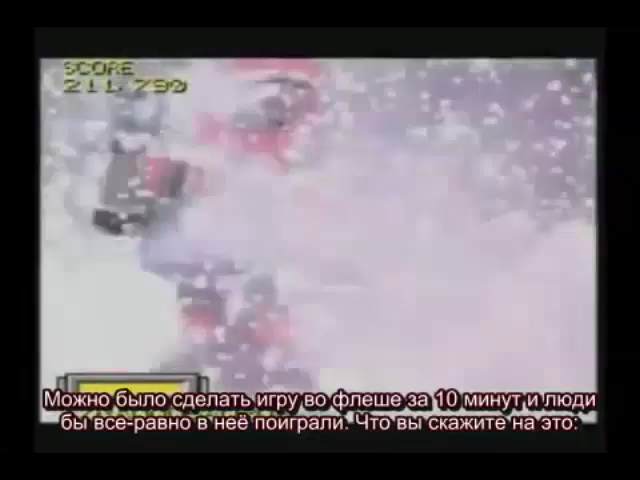 SCORE
211,790
Можно было сделать игру во флеше за 10 минут и люди
бы все-равно в неё поиграли. Что вы скажите на это: